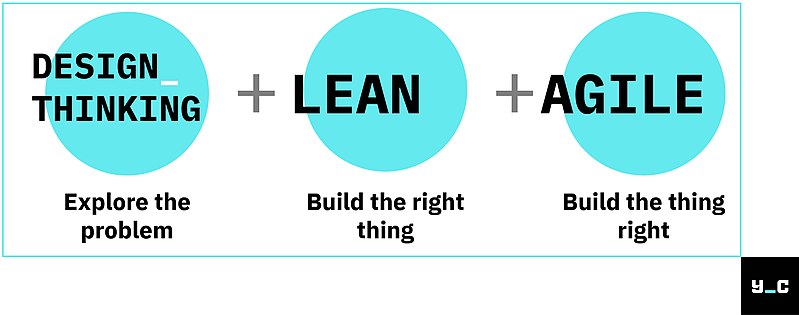 DESIGN_
THINKING
+
LEAN
+
AGILE
Explore the
problem
Build the right
thing
Build the thing
right
y_c